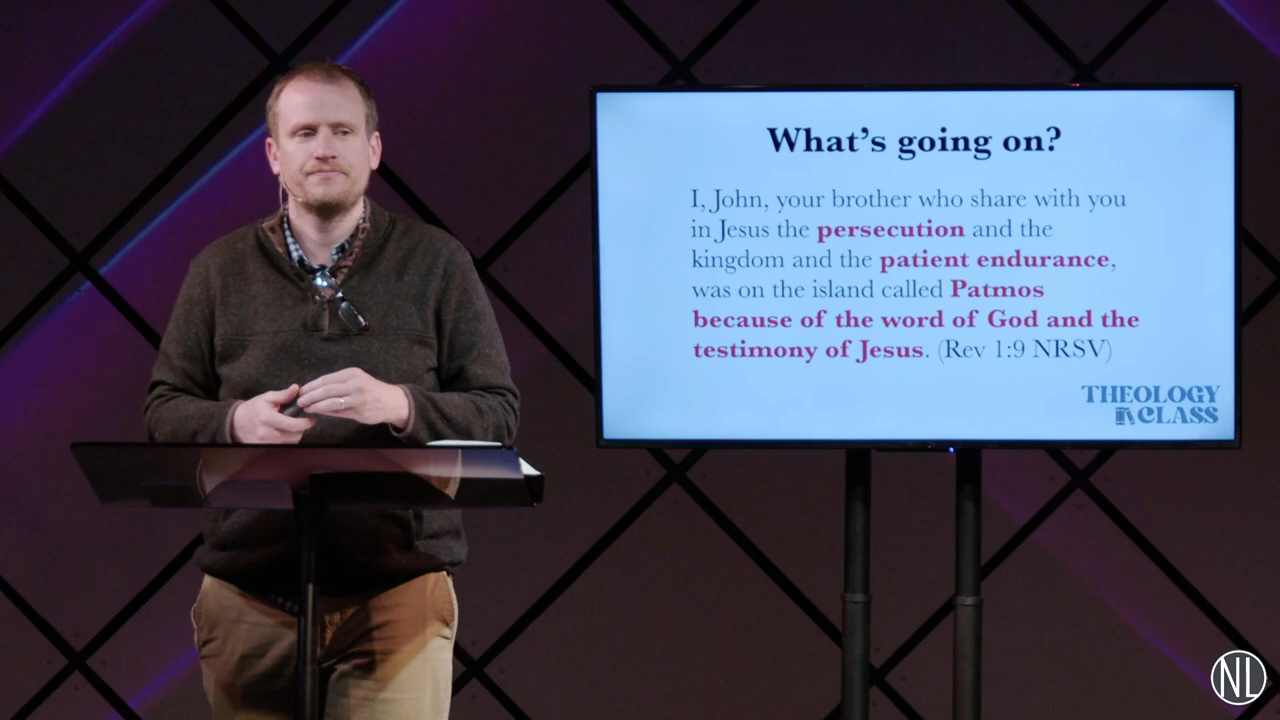 What's going on?
I, John, your brother who share with you
in Jesus the persecution and the
kingdom and the patient endurance,
was on the island called Patmos
because of the word of God and the
testimony of Jesus. (Rev 1:9 NRSV)
THEOLOGY
CLASS
NL